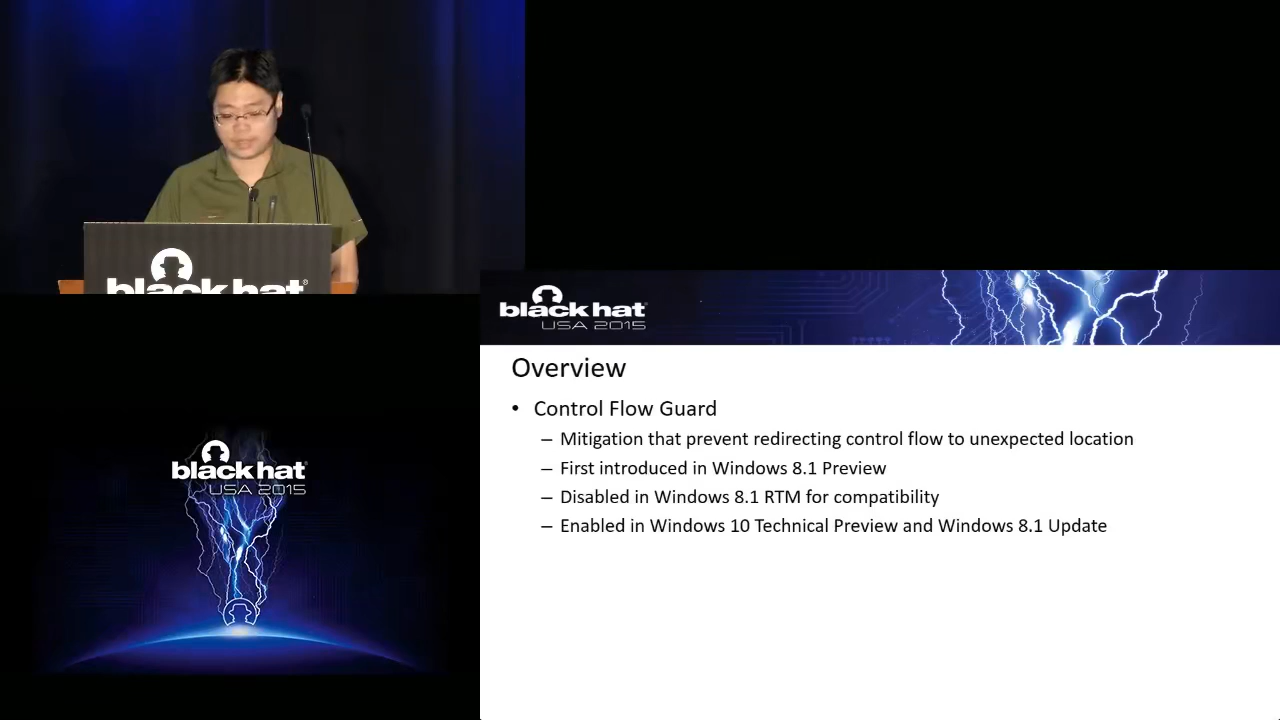 black hat
black hat
USA 2015
black hat
USA 2015
Overview
• Control Flow Guard
– Mitigation that prevent redirecting control flow to unexpected location
– First introduced in Windows 8.1 Preview
– Disabled in Windows 8.1 RTM for compatibility
– Enabled in Windows 10 Technical Preview and Windows 8.1 Update